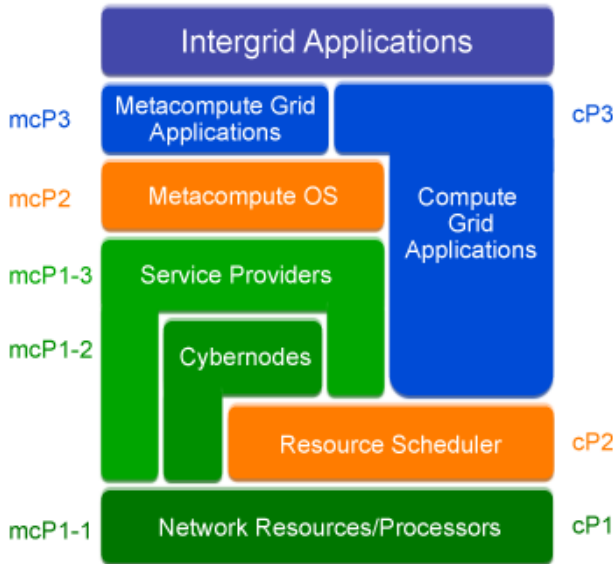 Intergrid Applications
mcP3
Metacompute Grid
Applications
cP3
mcP2
Metacompute OS
Compute
Grid
Applications
mcP1-3
Service Providers
mcP1-2
Cybernodes
Resource Scheduler
cP2
mcP1-1
Network Resources/Processors
cP1